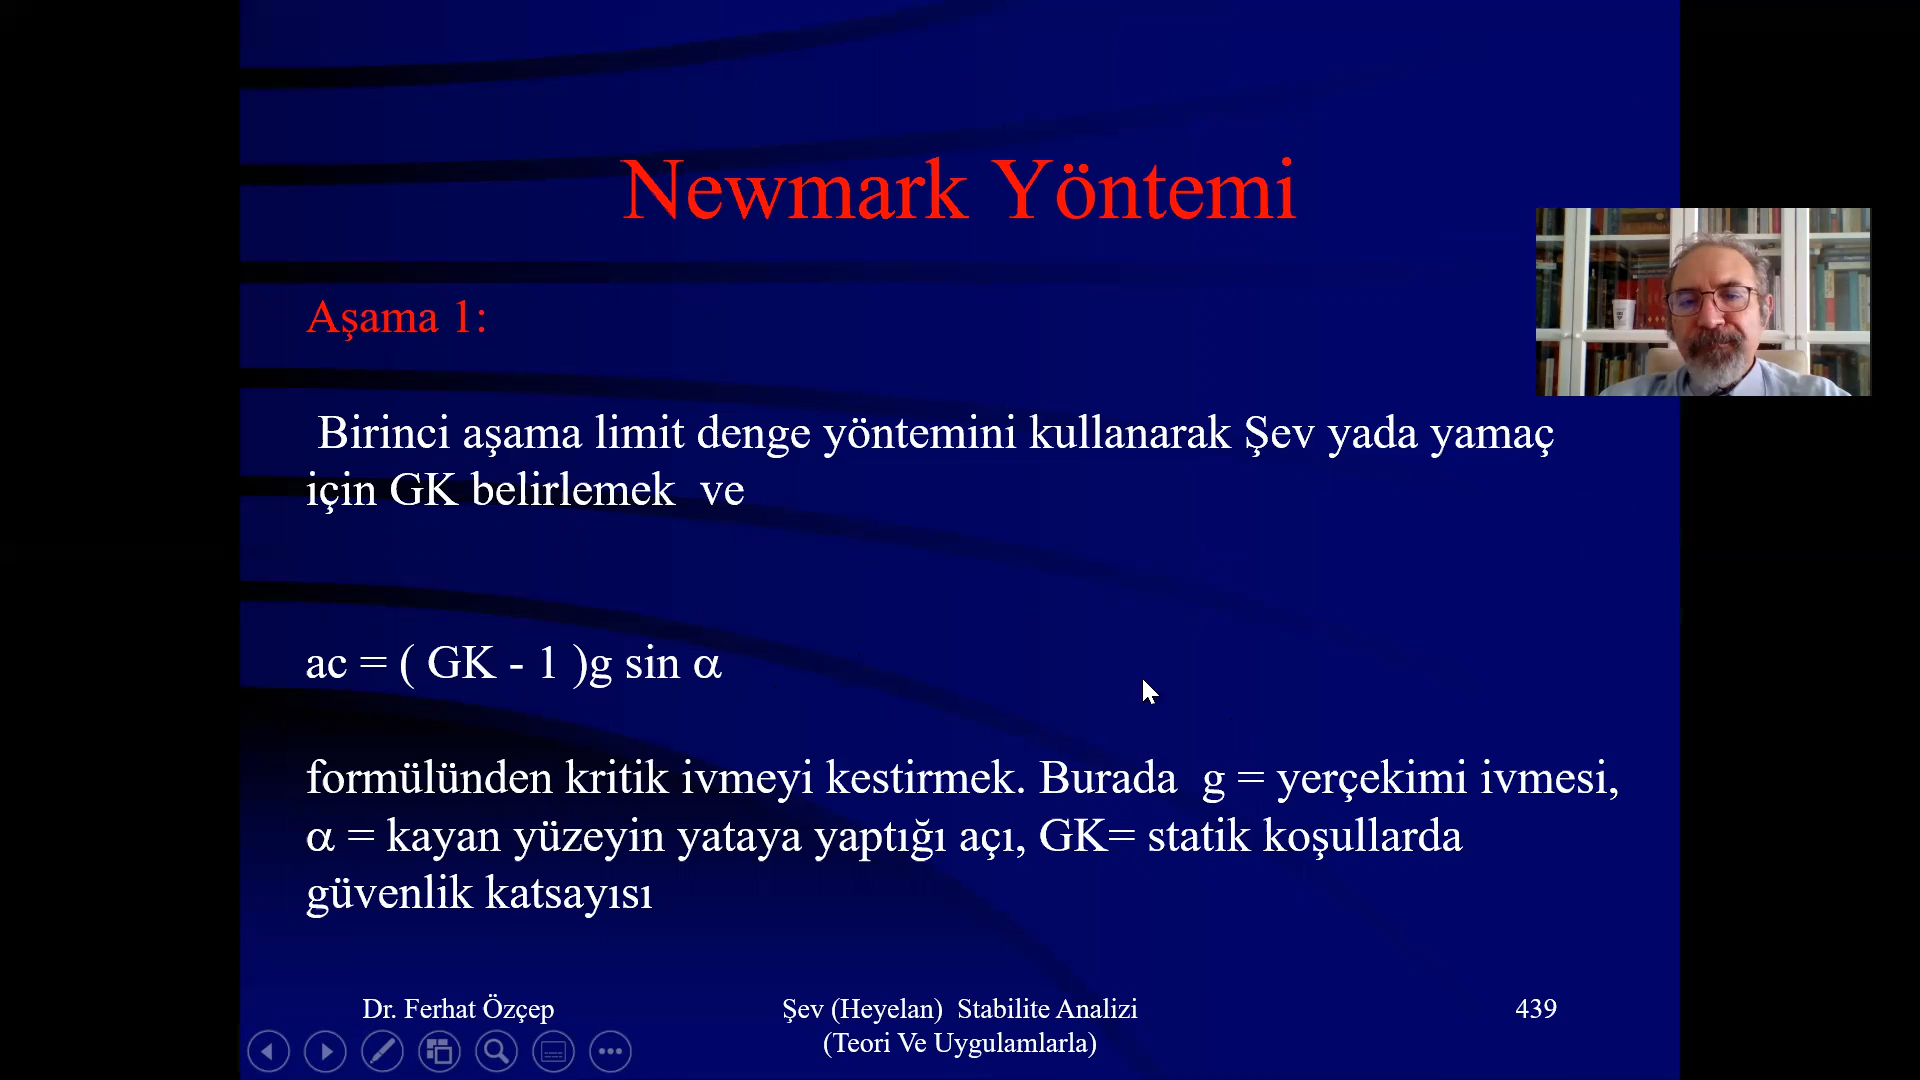 Newmark Yöntemi
Aşama 1:
Birinci aşama limit denge yöntemini kullanarak Şev yada yamaç
için GK belirlemek ve
ac = ( GK - 1 )g sin α
formülünden kritik ivmeyi kestirmek. Burada g = yerçekimi ivmesi,
α = kayan yüzeyin yataya yaptığı açı, GK= statik koşullarda
güvenlik katsayısı
Dr. Ferhat Özçep
Şev (Heyelan) Stabilite Analizi
(Teori Ve Uygulamlarla)
439